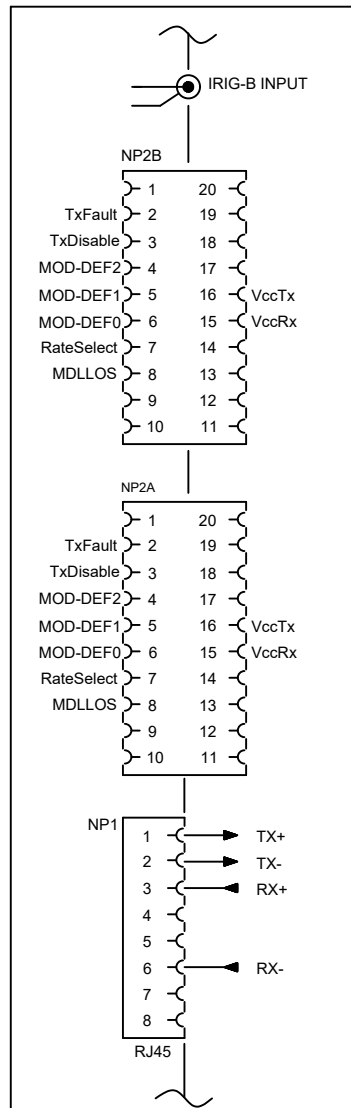 IRIG-B INPUT
NP2B
1 20
TxFault 2 19
TxDisable 3 18
MOD-DEF2 4 17
MOD-DEF1 5 16 VccTx
MOD-DEF0 6 15 VccRx
RateSelect 7 14
MDLLOS 8 13
9 12
10 11
NP2A
1 20
TxFault 2 19
TxDisable 3 18
MOD-DEF2 4 17
MOD-DEF1 5 16 VccTx
MOD-DEF0 6 15 VccRx
RateSelect 7 14
MDLLOS 8 13
9 12
10 11
NP1
1 TX+
2 TX-
3 RX+
4
5
6 RX-
7
8
RJ45